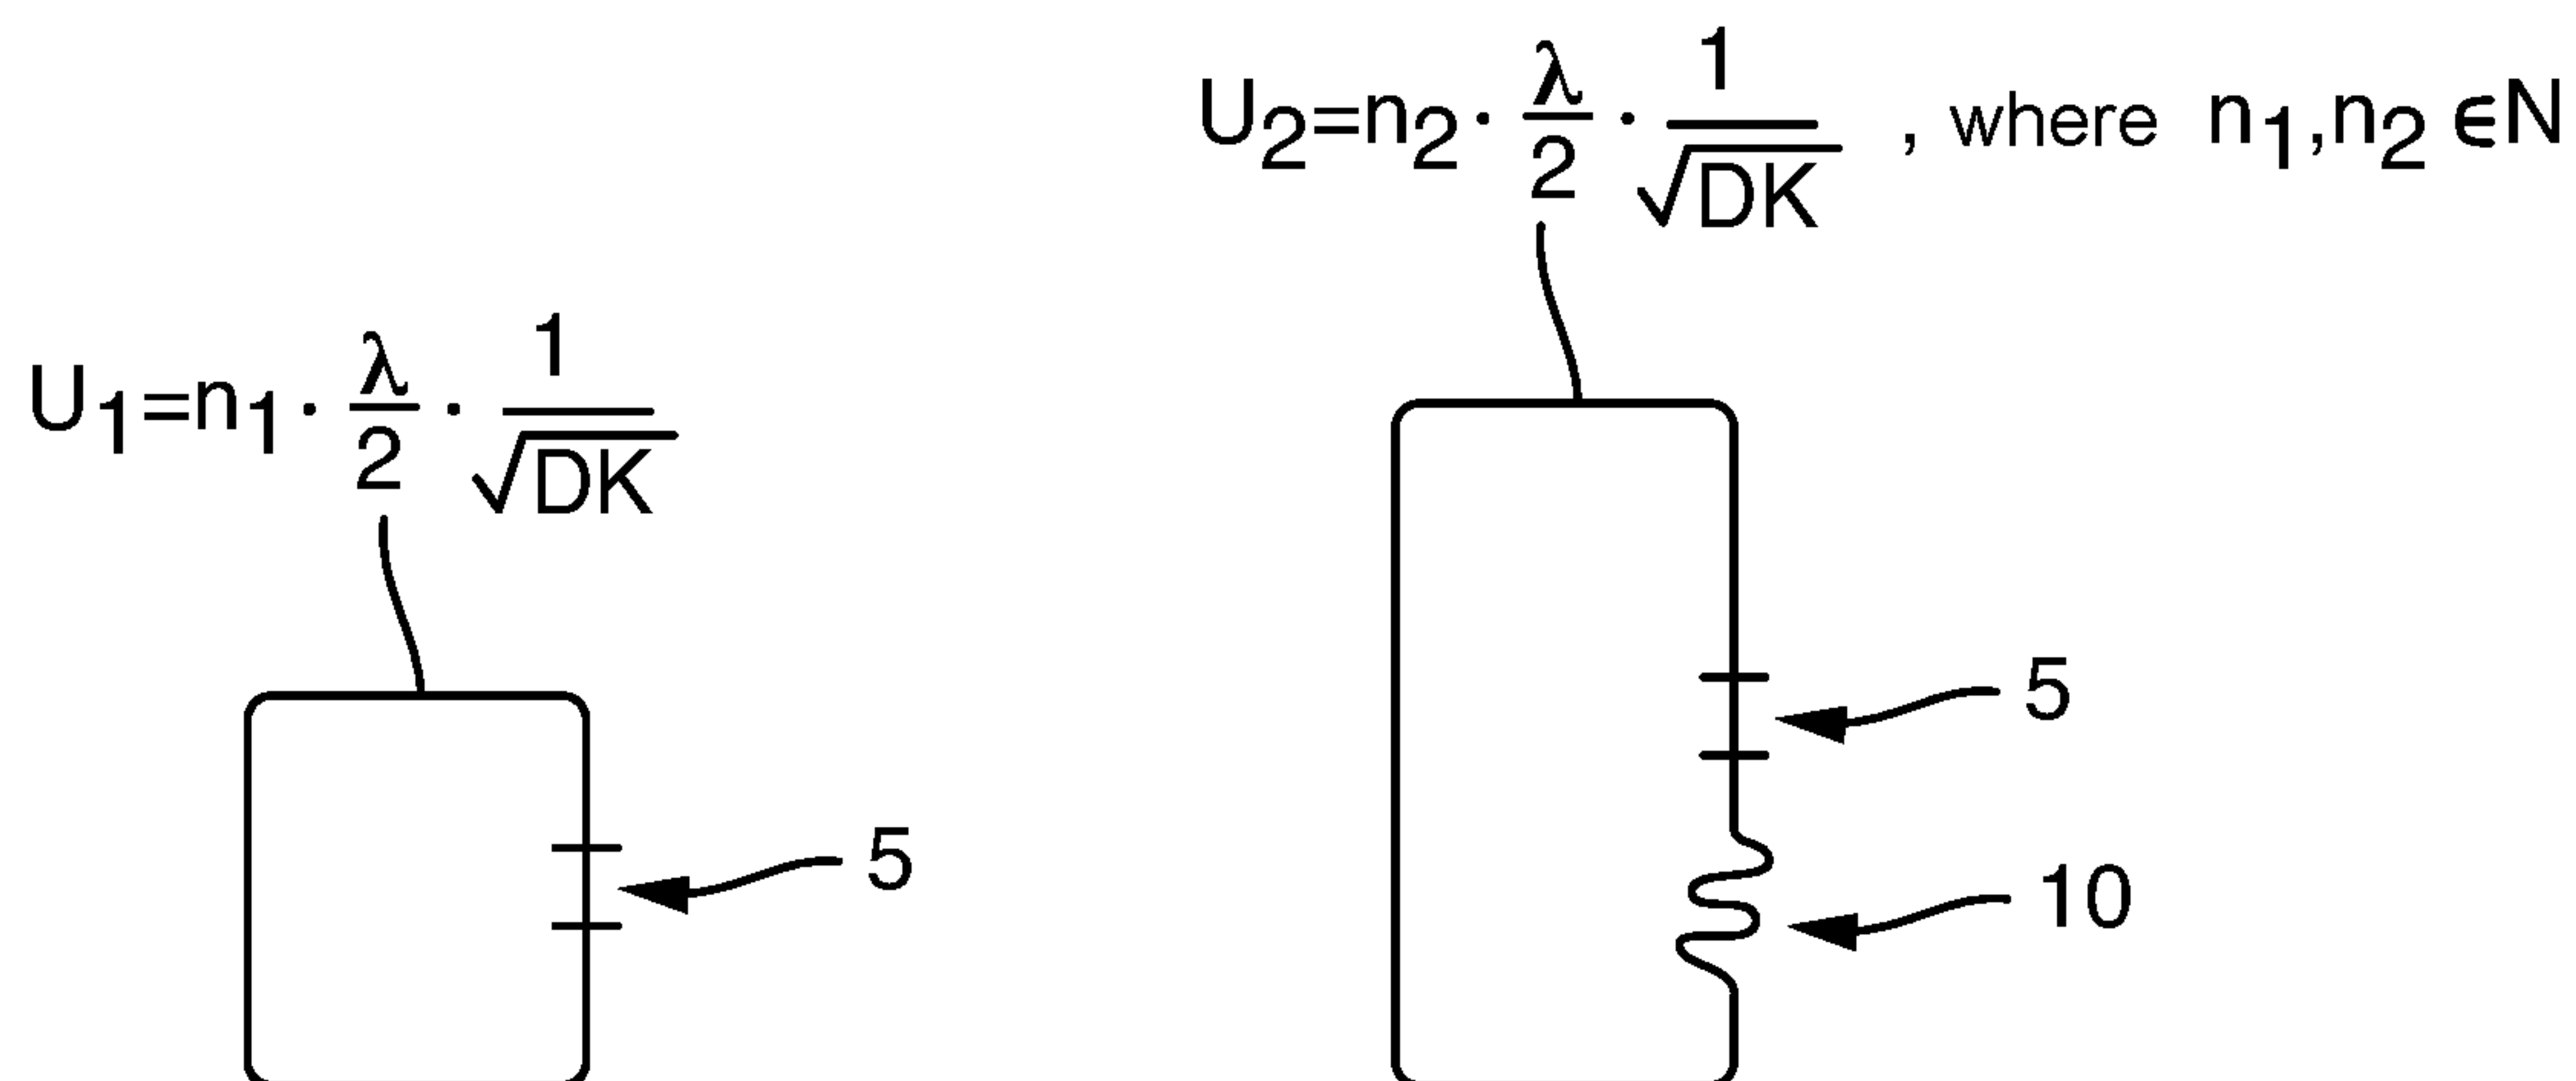 U₂=n₂·λ/2·1/√DK , where n₁,n₂ ∈N
U₁=n₁·λ/2·1/√DK
5
5
10